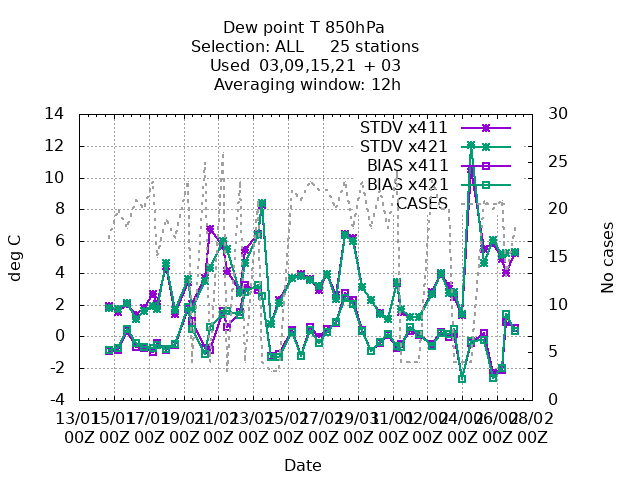 Dew point T 850hPa
Selection: ALL 25 stations
Used 03,09,15,21 + 03
Averaging window: 12h
14
12
10
8
6
4
2
0
-2
-4
30
25
20
15
10
5
0
deg C
No cases
STDV x411
STDV x421
BIAS x411
BIAS x421
CASES
13/01 15/01 17/01 19/01 21/01 23/01 25/01 27/01 29/01 31/01 02/02 24/02 26/02 28/02
00Z 00Z 00Z 00Z 00Z 00Z 00Z 00Z 00Z 00Z 00Z 00Z 00Z 00Z
Date